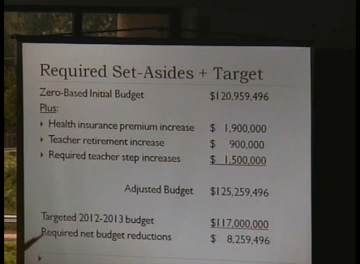 Required Set-Asides + Target
Zero-Based Initial Budget $120,959,496
Plus:
Health insurance premium increase $ 1,900,000
Teacher retirement increase $ 900,000
Required teacher step increases $ 1,500,000
Adjusted Budget $125,259,496
Targeted 2012-2013 budget $117,000,000
Required net budget reductions $ 8,259,496